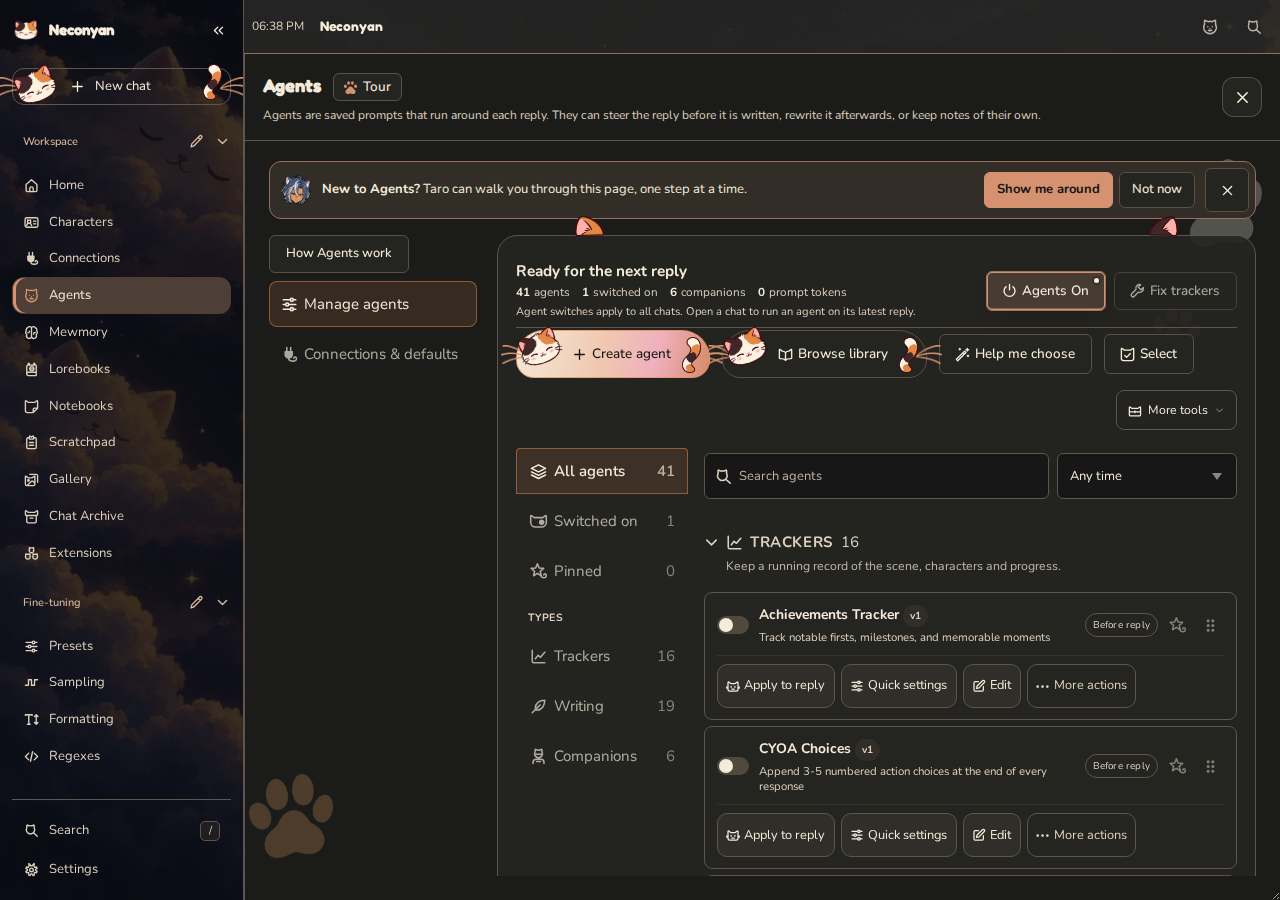 Neconyan
New chat
Workspace
Home
Characters
Connections
Agents
Mewmory
Lorebooks
Notebooks
Scratchpad
Gallery
Chat Archive
Extensions
Fine-tuning
Presets
Sampling
Formatting
Regexes
Search /
Settings
06:38 PM Neconyan
Agents Tour
Agents are saved prompts that run around each reply. They can steer the reply before it is written, rewrite it afterwards, or keep notes of their own.
New to Agents? Taro can walk you through this page, one step at a time. Show me around Not now
How Agents work
Manage agents
Connections & defaults
Ready for the next reply
41 agents 1 switched on 6 companions 0 prompt tokens
Agent switches apply to all chats. Open a chat to run an agent on its latest reply.
Agents On Fix trackers
Create agent Browse library Help me choose Select
More tools
All agents 41
Switched on 1
Pinned 0
TYPES
Trackers 16
Writing 19
Companions 6
Search agents Any time
TRACKERS 16
Keep a running record of the scene, characters and progress.
Achievements Tracker v1
Track notable firsts, milestones, and memorable moments
Before reply
Apply to reply Quick settings Edit More actions
CYOA Choices v1
Append 3-5 numbered action choices at the end of every
response
Before reply
Apply to reply Quick settings Edit More actions